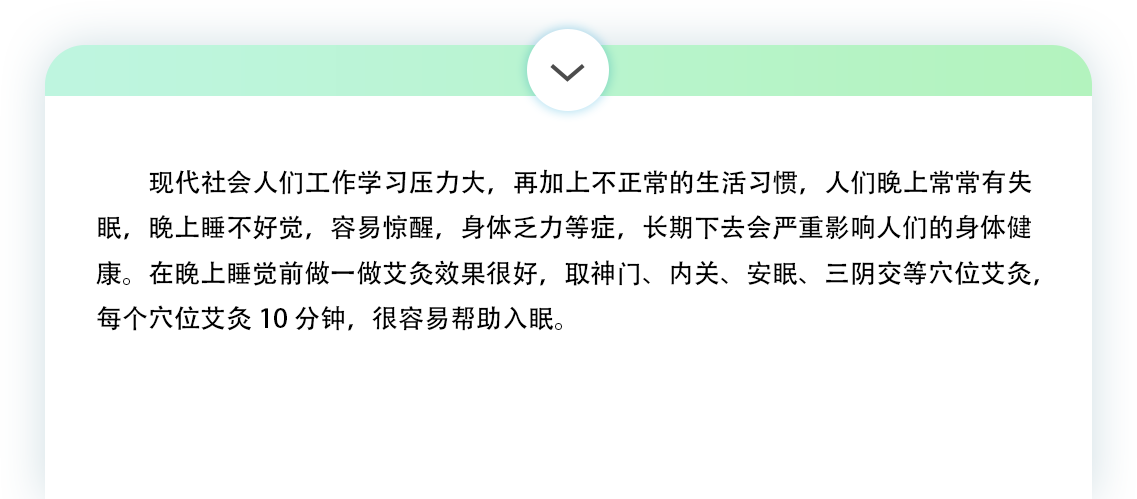 现代社会人们工作学习压力大，再加上不正常的生活习惯，人们晚上常常有失
眠，晚上睡不好觉，容易惊醒，身体乏力等症，长期下去会严重影响人们的身体健
康。在晚上睡觉前做一做艾灸效果很好，取神门、内关、安眠、三阴交等穴位艾灸，
每个穴位艾灸 10 分钟，很容易帮助入眠。